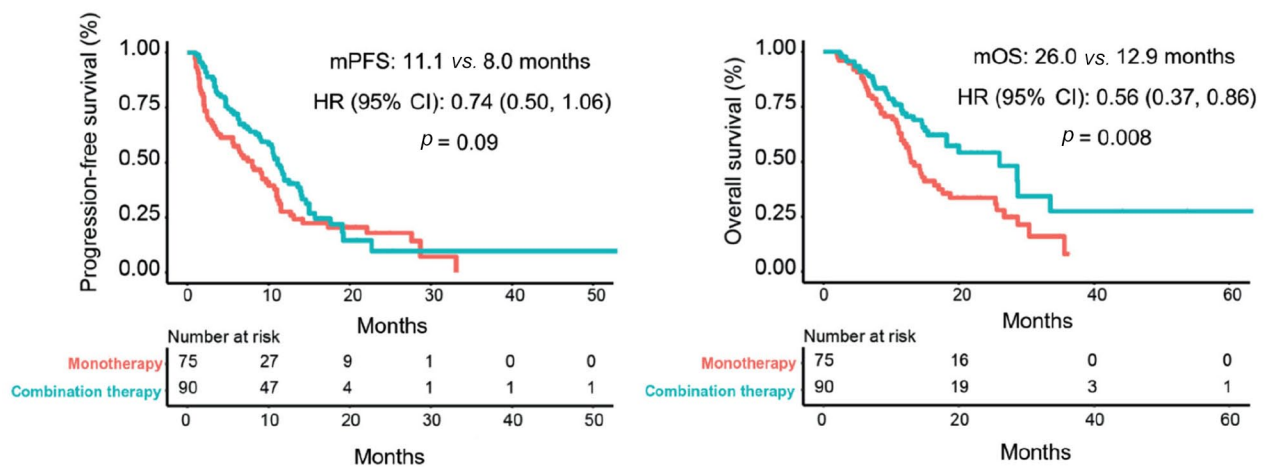 Progression-free survival (%)
1.00
0.75
0.50
0.25
0.00
mPFS: 11.1 vs. 8.0 months
HR (95% CI): 0.74 (0.50, 1.06)
p = 0.09
0 10 20 30 40 50
Months
Number at risk
Monotherapy 75 27 9 1 0 0
Combination therapy 90 47 4 1 1 1
0 10 20 30 40 50
Months
Overall survival (%)
1.00
0.75
0.50
0.25
0.00
mOS: 26.0 vs. 12.9 months
HR (95% CI): 0.56 (0.37, 0.86)
p = 0.008
0 20 40 60
Months
Number at risk
Monotherapy 75 16 0 0
Combination therapy 90 19 3 1
0 20 40 60
Months